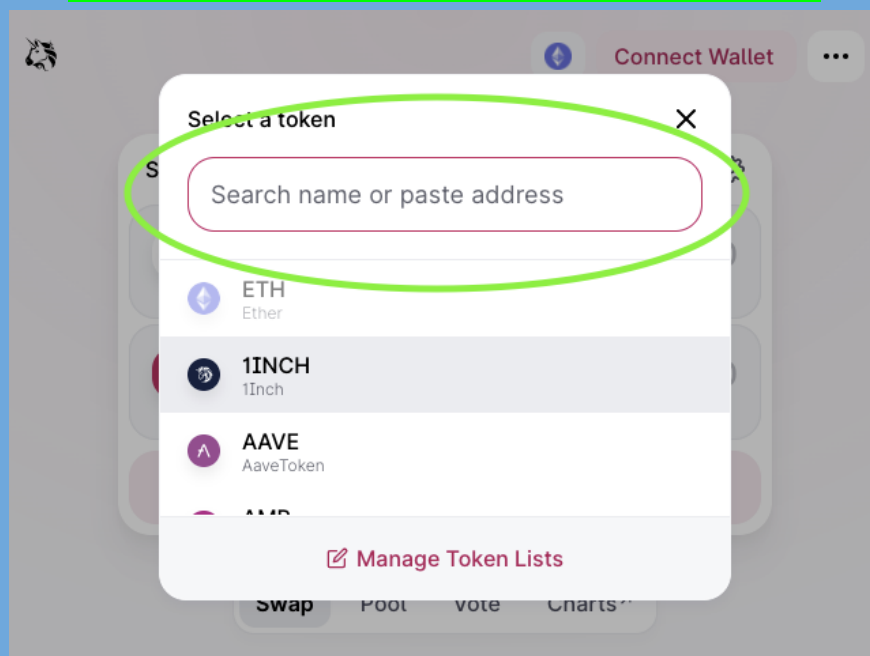 Connect Wallet
Select a token
Search name or paste address
ETH
Ether
1INCH
1Inch
AAVE
AaveToken
Manage Token Lists
Swap Pool Vote Charts↗